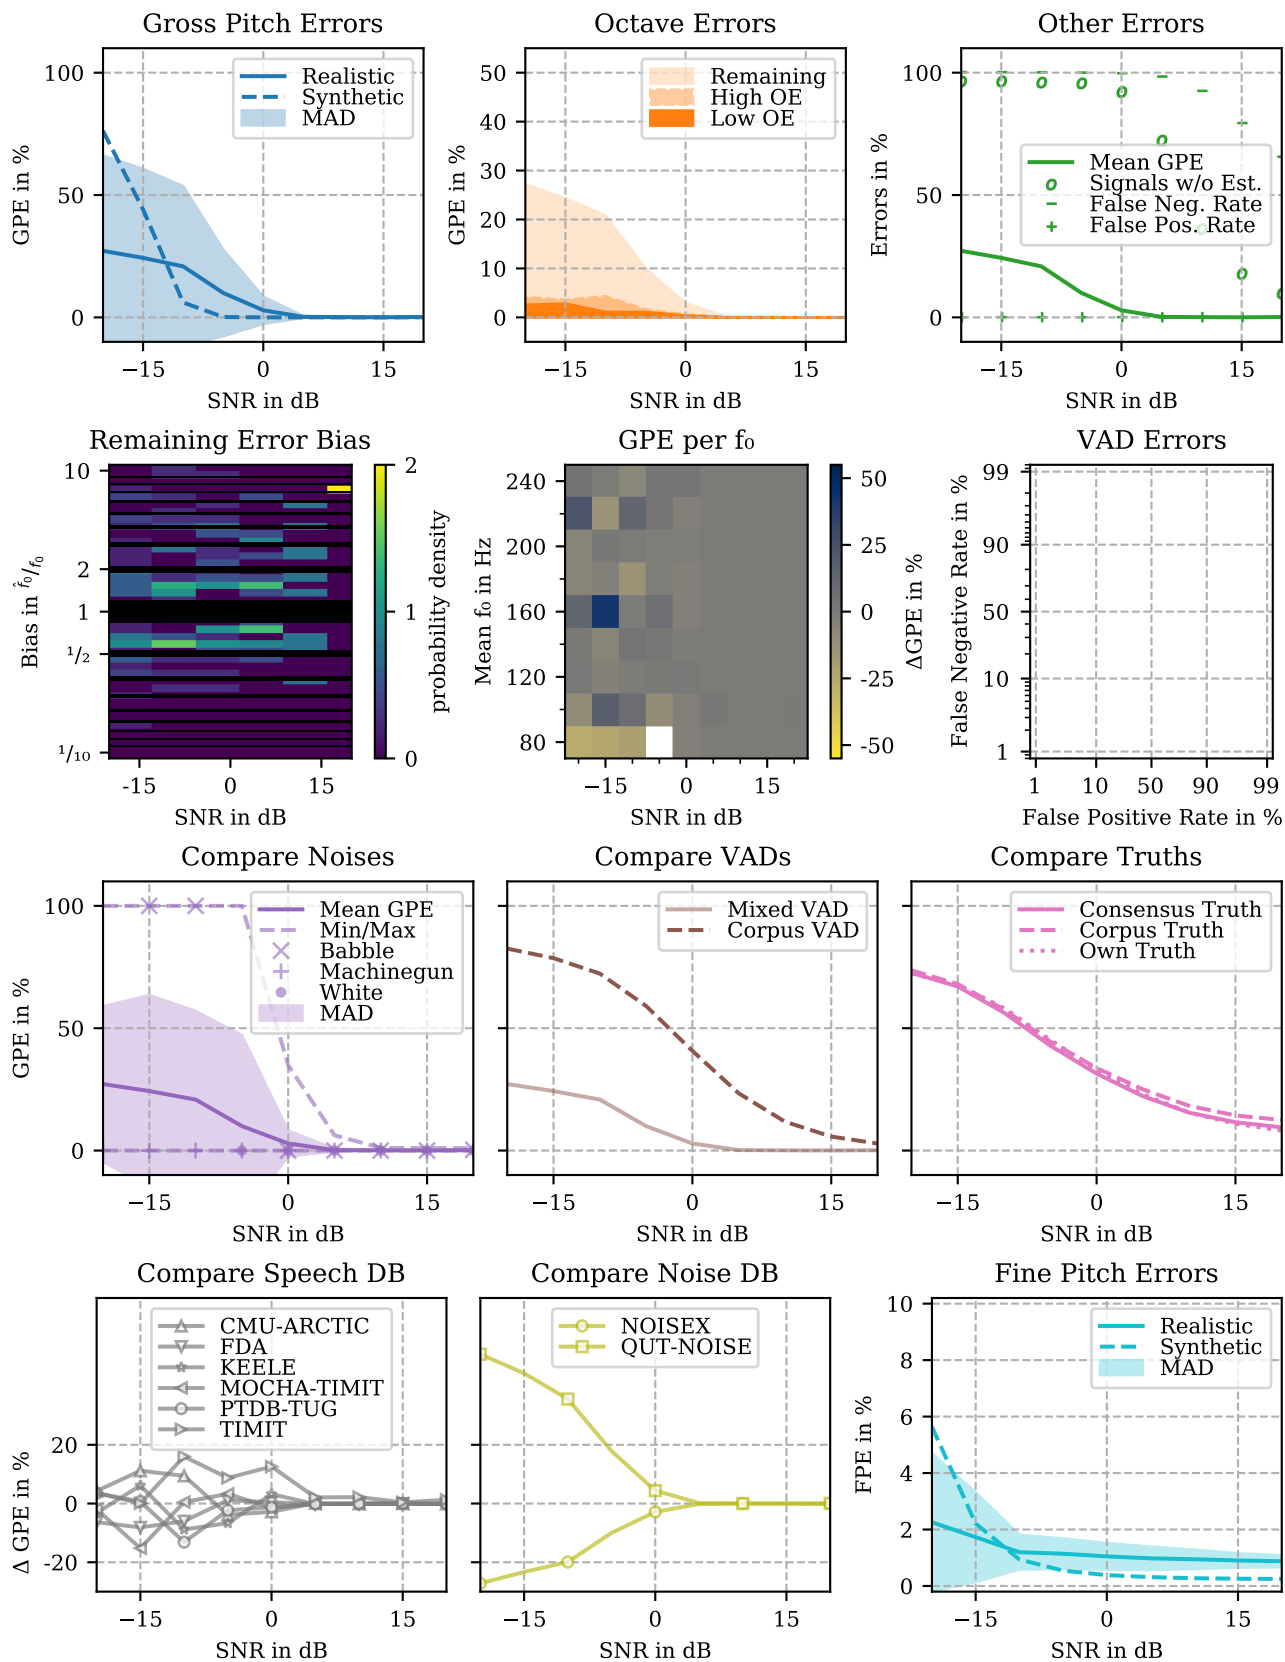 Gross Pitch Errors
100
50
0
GPE in %
Realistic
Synthetic
MAD
−15
0
15
SNR in dB
Octave Errors
50
40
30
20
10
0
GPE in %
Remaining
High OE
Low OE
−15
0
15
SNR in dB
Other Errors
100
50
0
Errors in %
Mean GPE
Signals w/o Est.
False Neg. Rate
False Pos. Rate
−15
0
15
SNR in dB
Remaining Error Bias
10
2
1
1/2
1/10
Bias in f̂₀/f₀
-15
0
15
SNR in dB
2
1
0
probability density
GPE per f₀
240
200
160
120
80
Mean f₀ in Hz
−15
0
15
SNR in dB
50
25
0
-25
-50
ΔGPE in %
VAD Errors
99
90
50
10
1
False Negative Rate in %
1
10
50
90
99
False Positive Rate in %
Compare Noises
100
50
0
GPE in %
Mean GPE
Min/Max
Babble
Machinegun
White
MAD
−15
0
15
SNR in dB
Compare VADs
Mixed VAD
Corpus VAD
−15
0
15
SNR in dB
Compare Truths
Consensus Truth
Corpus Truth
Own Truth
−15
0
15
SNR in dB
Compare Speech DB
20
0
-20
Δ GPE in %
CMU-ARCTIC
FDA
KEELE
MOCHA-TIMIT
PTDB-TUG
TIMIT
−15
0
15
SNR in dB
Compare Noise DB
NOISEX
QUT-NOISE
−15
0
15
SNR in dB
Fine Pitch Errors
10
8
6
4
2
0
FPE in %
Realistic
Synthetic
MAD
−15
0
15
SNR in dB